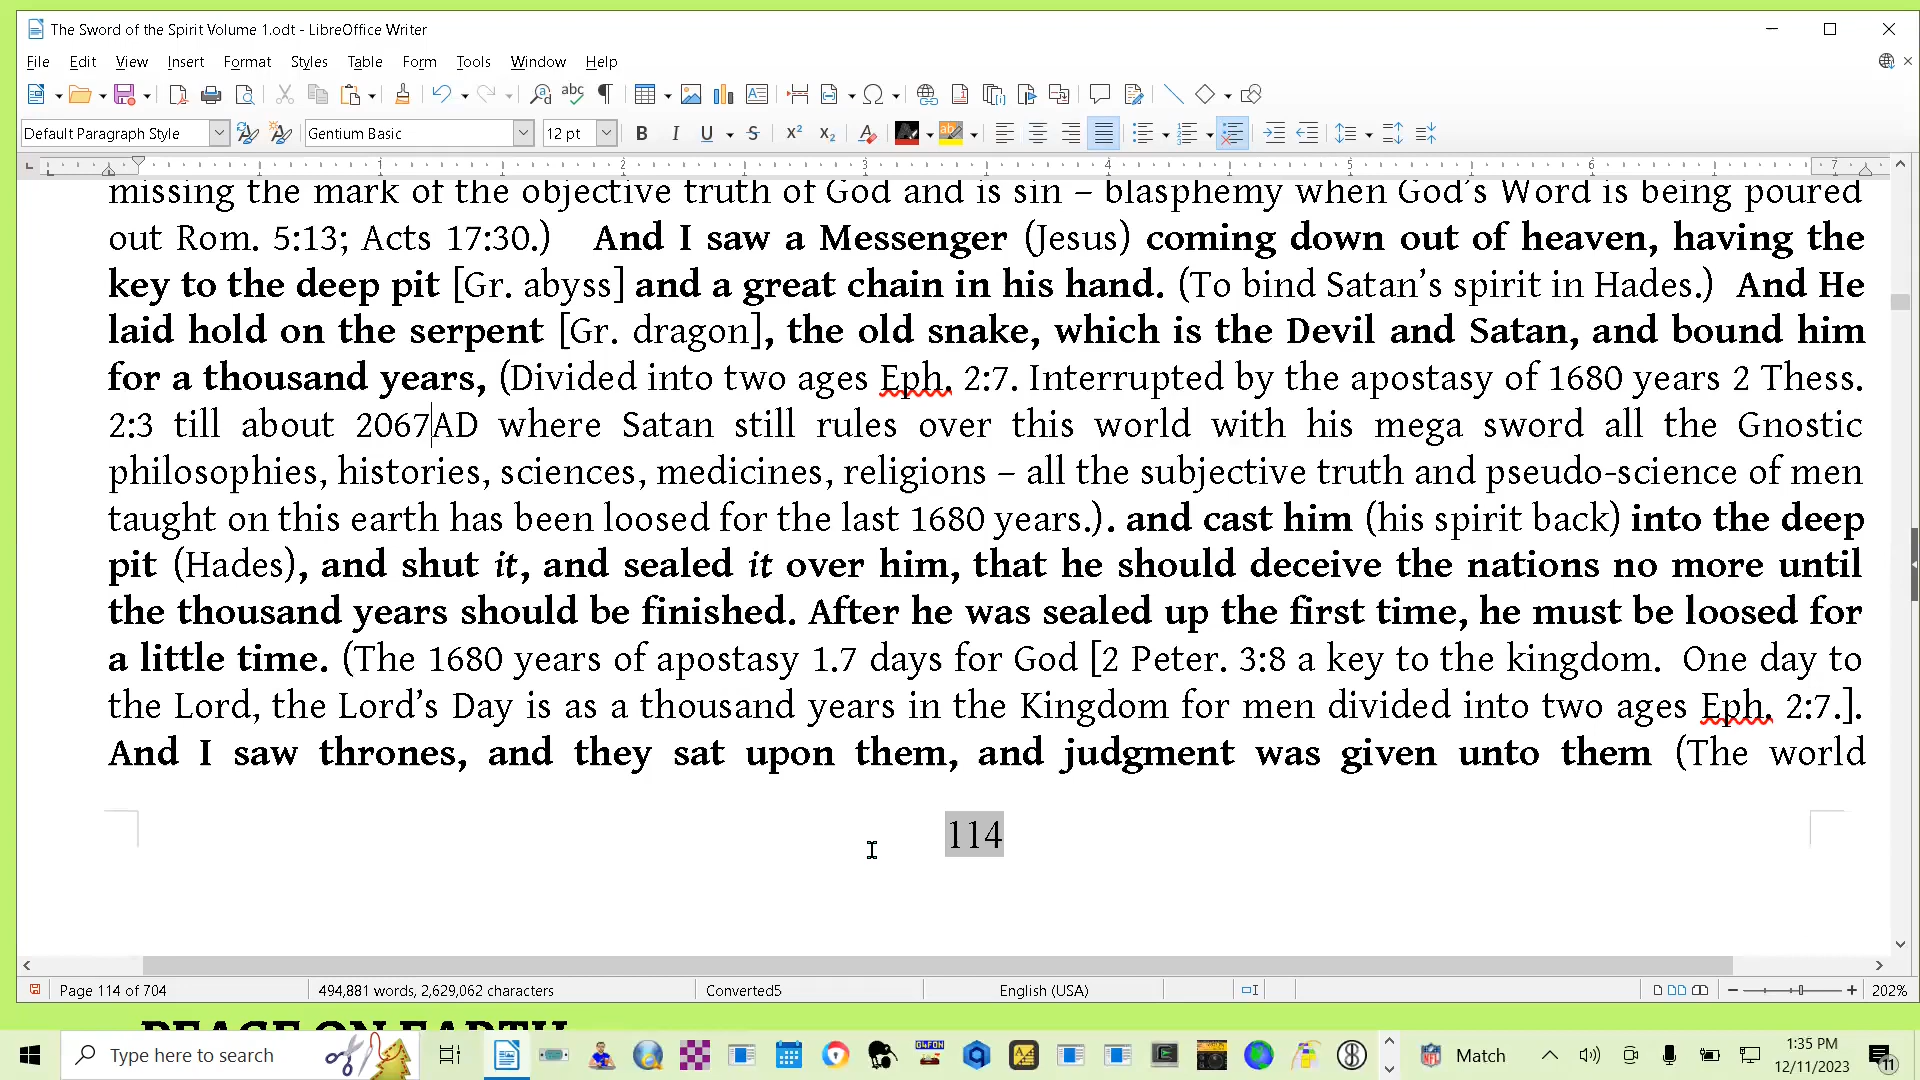 The Sword of the Spirit Volume 1.odt - LibreOffice Writer
File Edit View Insert Format Styles Table Form Tools Window Help
Default Paragraph Style Gentium Basic 12 pt
1 2 3 4 5 6 7
missing the mark of the objective truth of God and is sin – blasphemy when God's Word is being poured
out Rom. 5:13; Acts 17:30.) And I saw a Messenger (Jesus) coming down out of heaven, having the
key to the deep pit [Gr. abyss] and a great chain in his hand. (To bind Satan's spirit in Hades.) And He
laid hold on the serpent [Gr. dragon], the old snake, which is the Devil and Satan, and bound him
for a thousand years, (Divided into two ages Eph. 2:7. Interrupted by the apostasy of 1680 years 2 Thess.
2:3 till about 2067AD where Satan still rules over this world with his mega sword all the Gnostic
philosophies, histories, sciences, medicines, religions – all the subjective truth and pseudo-science of men
taught on this earth has been loosed for the last 1680 years.). and cast him (his spirit back) into the deep
pit (Hades), and shut it, and sealed it over him, that he should deceive the nations no more until
the thousand years should be finished. After he was sealed up the first time, he must be loosed for
a little time. (The 1680 years of apostasy 1.7 days for God [2 Peter. 3:8 a key to the kingdom. One day to
the Lord, the Lord's Day is as a thousand years in the Kingdom for men divided into two ages Eph. 2:7.].
And I saw thrones, and they sat upon them, and judgment was given unto them (The world
114
Page 114 of 704 494,881 words, 2,629,062 characters Converted5 English (USA) 202%
PEACE ON EARTH
Type here to search Match 1:35 PM
12/11/2023 11